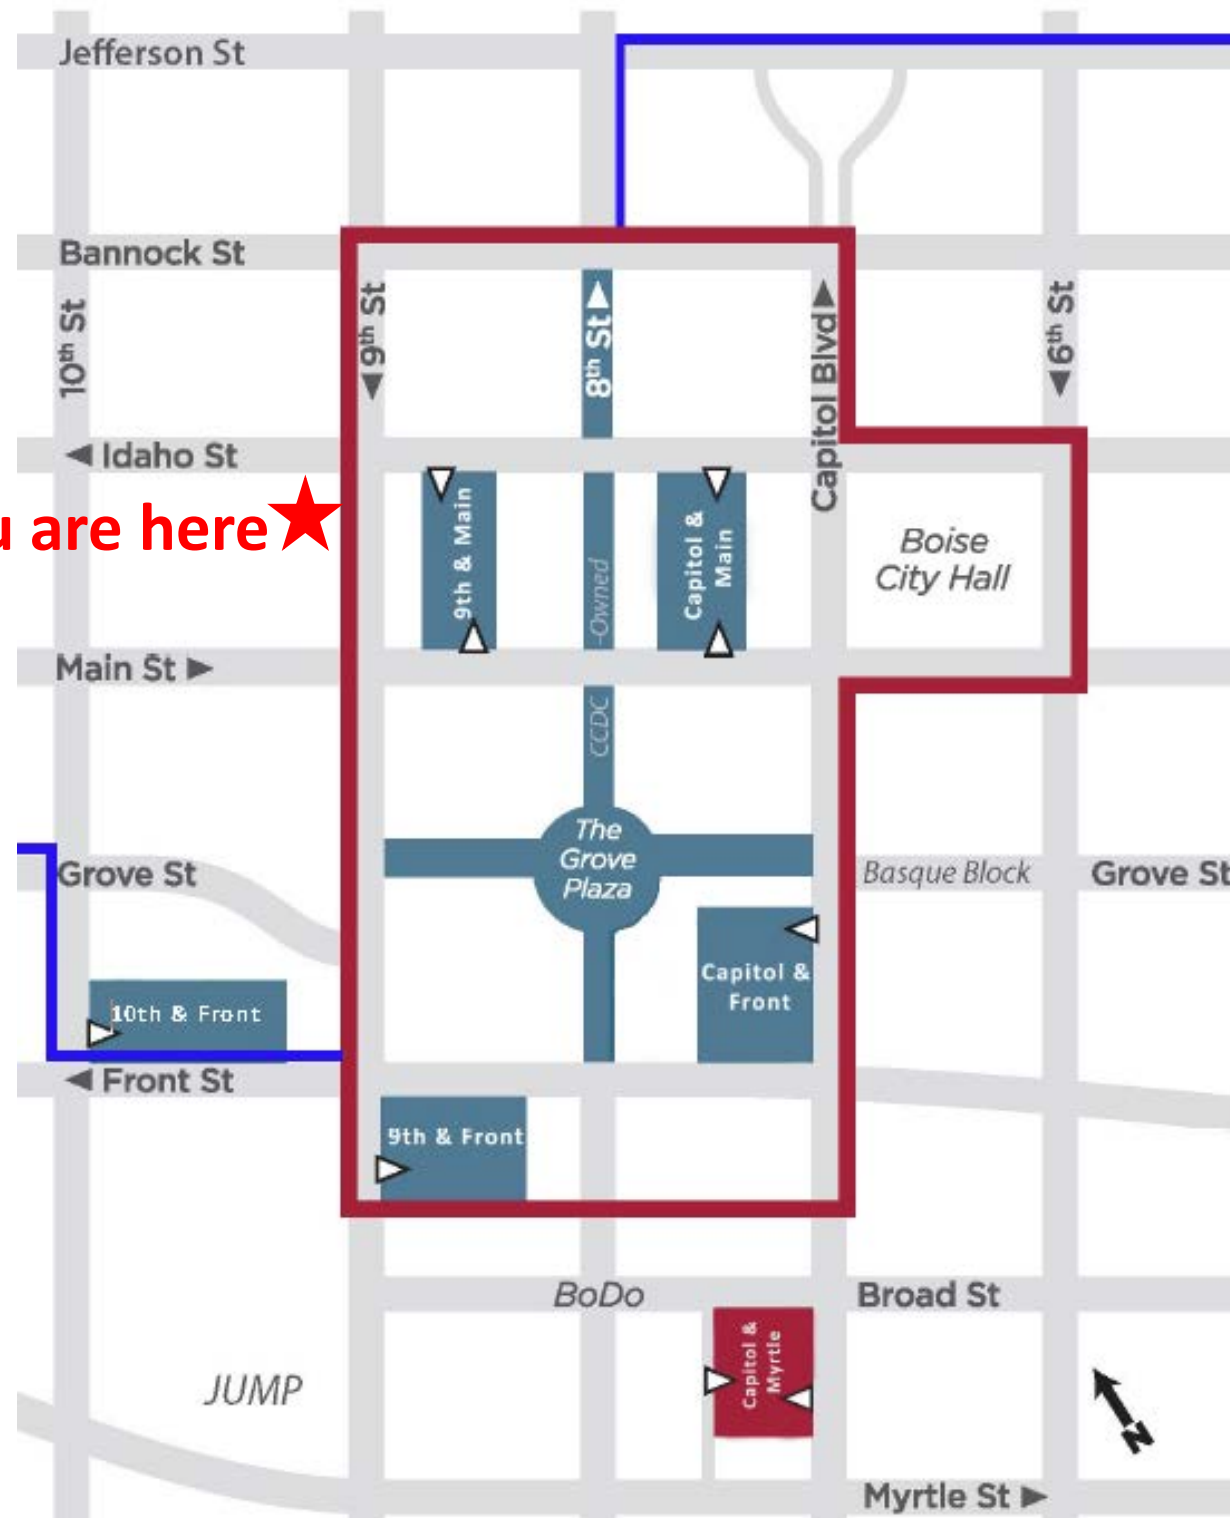 Jefferson St
Bannock St
10th St
◀9th St
8th St▶
Capitol Blvd▶
◀6th St
◀ Idaho St
are here★
9th & Main
-Owned
Capitol &
Main
Boise
City Hall
Main St ▶
CCDC
The
Grove
Plaza
Grove St
Basque Block
Grove St
Capitol &
Front
10th & Front
◀ Front St
9th & Front
BoDo
Broad St
Capitol &
Myrtle
JUMP
N
Myrtle St ▶